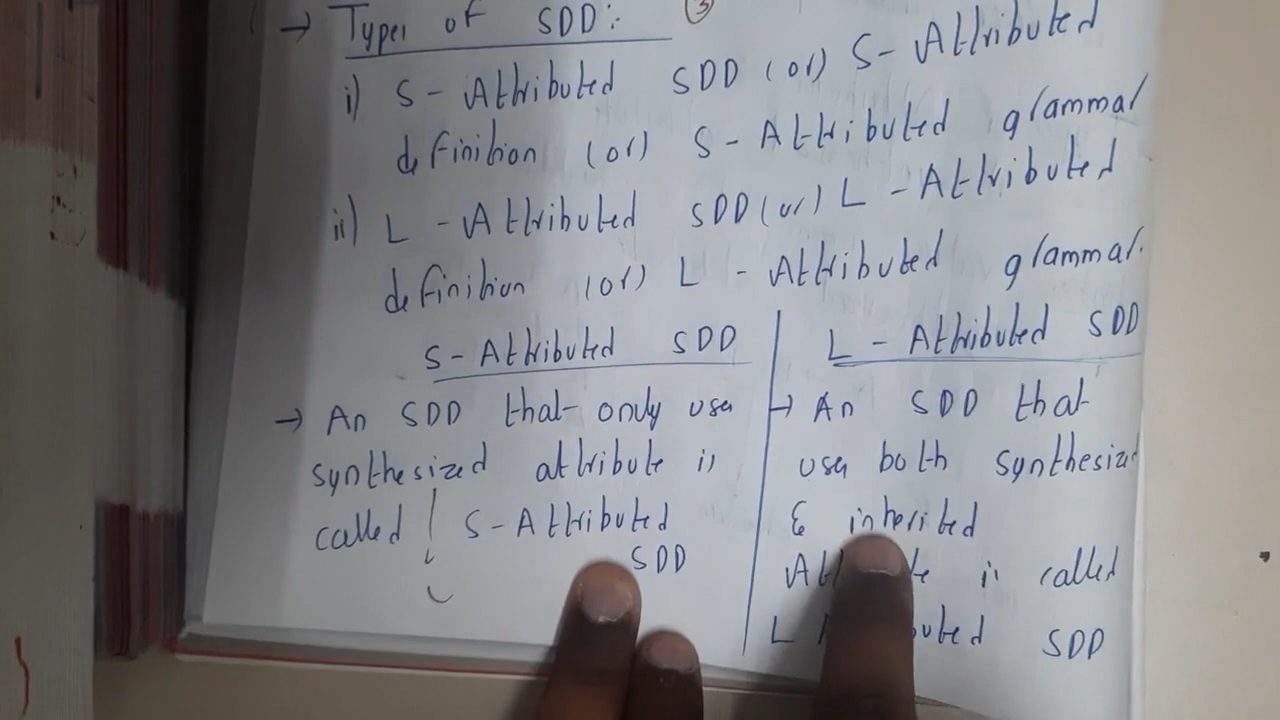 → Types of SDD:- 3
i) S - Attributed SDD (or) S - Attributed
definition (or) S - Attributed grammar
ii) L - Attributed SDD (or) L - Attributed
definition (or) L - Attributed grammar.
S - Attributed SDD
→ An SDD that only uses
synthesized attribute is
called S - Attributed
SDD
L - Attributed SDD
→ An SDD that
uses both synthesized
& inherited
is called
L SDD